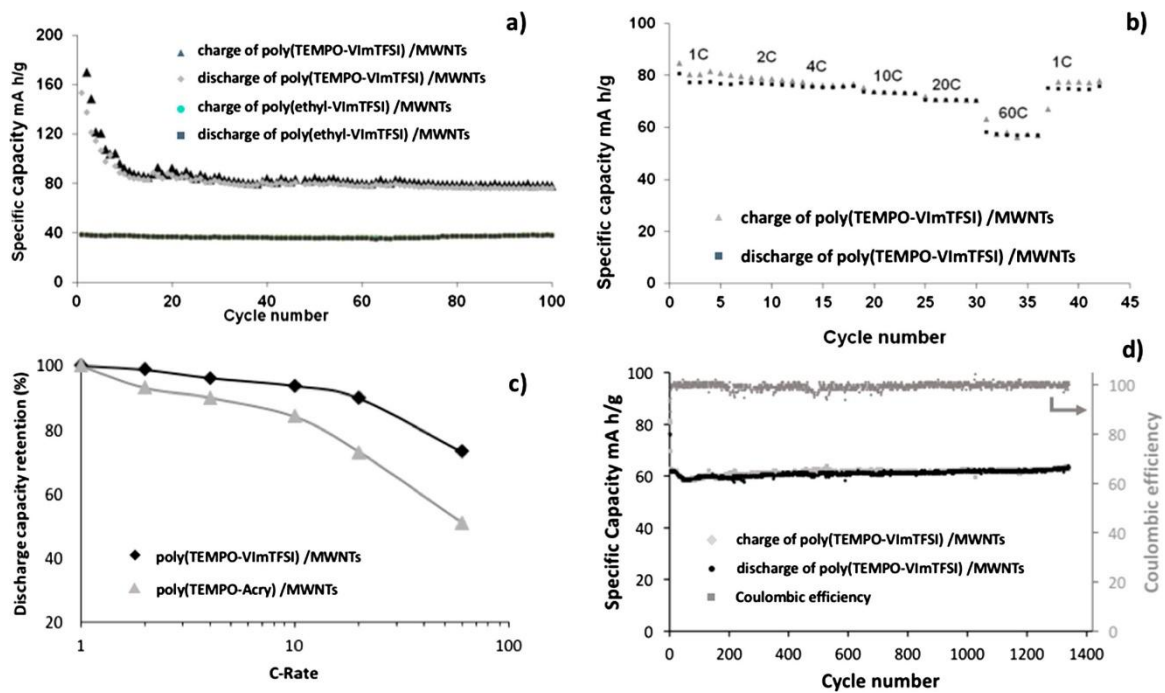 a)
Specific capacity mA h/g
200
160
120
80
40
0
0
20
40
60
80
100
Cycle number
charge of poly(TEMPO-VImTFSI) /MWNTs
discharge of poly(TEMPO-VImTFSI)/MWNTs
charge of poly(ethyl-VImTFSI)/MWNTs
discharge of poly(ethyl-VImTFSI)/MWNTs
b)
Specific capacity mA h/g
100
80
60
40
20
0
1C
2C
4C
10C
20C
60C
1C
charge of poly(TEMPO-VImTFSI) /MWNTs
discharge of poly(TEMPO-VImTFSI) /MWNTs
0
5
10
15
20
25
30
35
40
45
Cycle number
c)
Discharge capacity retention (%)
100
80
60
40
20
poly(TEMPO-VImTFSI)/MWNTs
poly(TEMPO-Acry) /MWNTs
1
10
100
C-Rate
d)
Specific Capacity mA h/g
100
80
60
40
20
0
charge of poly(TEMPO-VImTFSI) /MWNTs
discharge of poly(TEMPO-VImTFSI) /MWNTs
Coulombic efficiency
0
200
400
600
800
1000
1200
1400
Cycle number
100
80
60
40
20
0
Coulombic efficiency